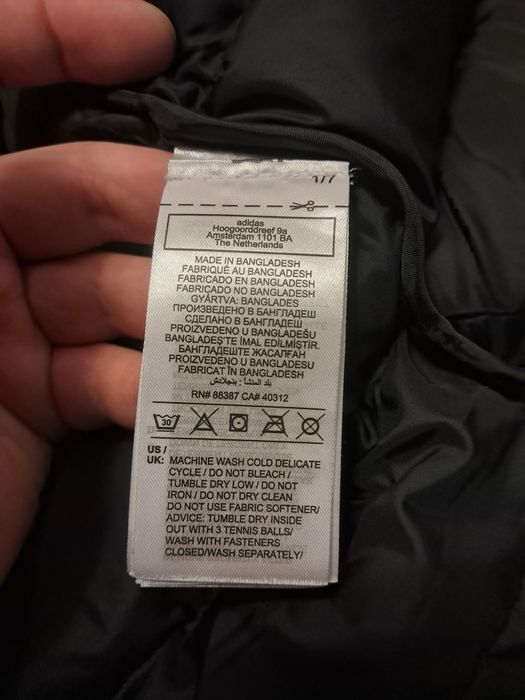 1/7
adidas
Hoogoorddreef 9a
Amsterdam 1101 BA
The Netherlands
MADE IN BANGLADESH
FABRIQUÉ AU BANGLADESH
FABRICADO EN BANGLADESH
FABRICADO NO BANGLADESH
GYÁRTVA: BANGLADES
ПРОИЗВЕДЕНО В БАНГЛАДЕШ
СДЕЛАНО В БАНГЛАДЕШ
PROIZVEDENO U BANGLADEŠU
BANGLADEŞ'TE İMAL EDİLMİŞTİR.
БАНГЛАДЕШТЕ ЖАСАЛҒАН
PROIZVEDENO U BANGLADESU
FABRICAT ÎN BANGLADESH
بلد المنشأ : بنجلادش
RN# 88387 CA# 40312
30
US /
UK: MACHINE WASH COLD DELICATE
CYCLE / DO NOT BLEACH /
TUMBLE DRY LOW / DO NOT
IRON / DO NOT DRY CLEAN
DO NOT USE FABRIC SOFTENER/
ADVICE: TUMBLE DRY INSIDE
OUT WITH 3 TENNIS BALLS/
WASH WITH FASTENERS
CLOSED/WASH SEPARATELY/